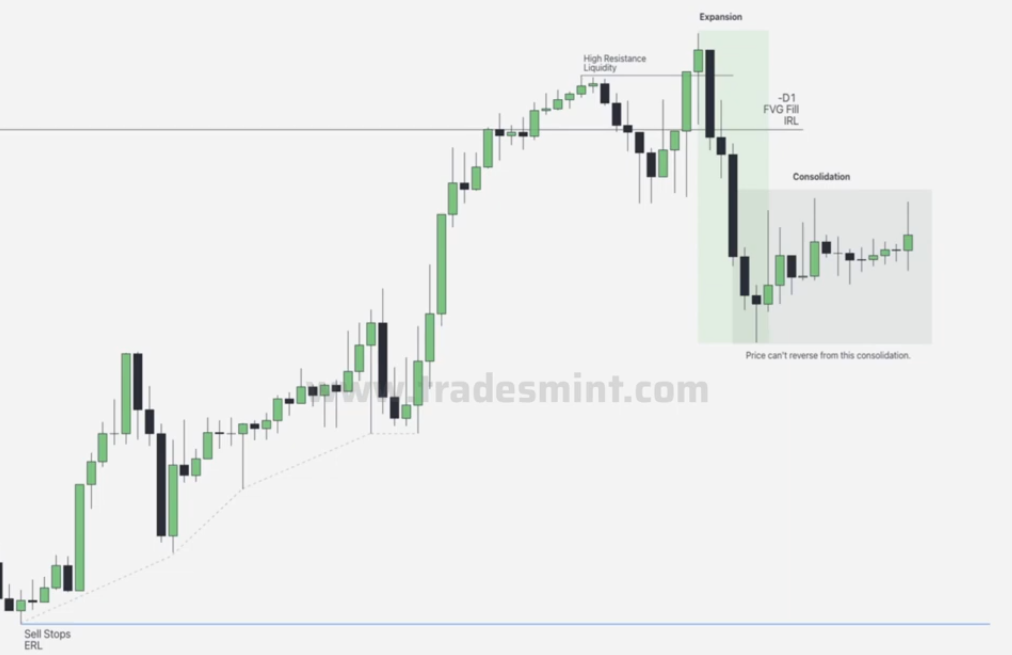 Expansion
High Resistance
Liquidity
-D1
FVG Fill
IRL
Consolidation
Price can't reverse from this consolidation.
www.tradesmint.com
Sell Stops
ERL